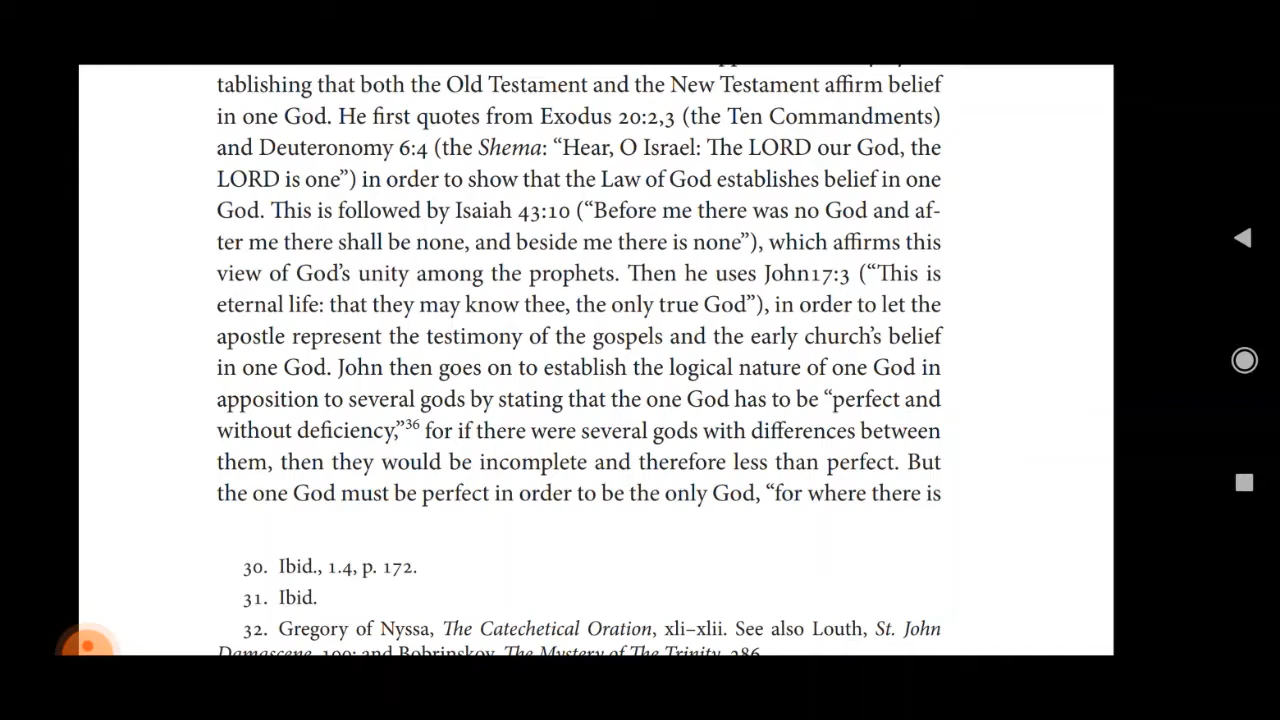 tablishing that both the Old Testament and the New Testament affirm belief
in one God. He first quotes from Exodus 20:2,3 (the Ten Commandments)
and Deuteronomy 6:4 (the Shema: “Hear, O Israel: The LORD our God, the
LORD is one”) in order to show that the Law of God establishes belief in one
God. This is followed by Isaiah 43:10 (“Before me there was no God and af-
ter me there shall be none, and beside me there is none”), which affirms this
view of God’s unity among the prophets. Then he uses John17:3 (“This is
eternal life: that they may know thee, the only true God”), in order to let the
apostle represent the testimony of the gospels and the early church’s belief
in one God. John then goes on to establish the logical nature of one God in
apposition to several gods by stating that the one God has to be “perfect and
without deficiency,”36 for if there were several gods with differences between
them, then they would be incomplete and therefore less than perfect. But
the one God must be perfect in order to be the only God, “for where there is
30. Ibid., 1.4, p. 172.
31. Ibid.
32. Gregory of Nyssa, The Catechetical Oration, xli–xlii. See also Louth, St. John
Damascene, 100; and Bobrinskoy, The Mystery of The Trinity, 286.